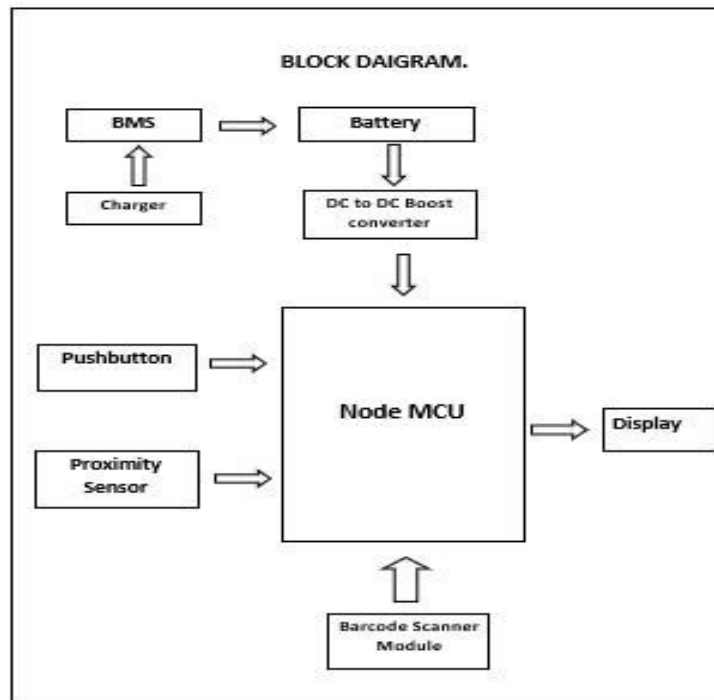 BLOCK DAIGRAM.
BMS
Battery
Charger
DC to DC Boost
converter
Pushbutton
Node MCU
Display
Proximity
Sensor
Barcode Scanner
Module